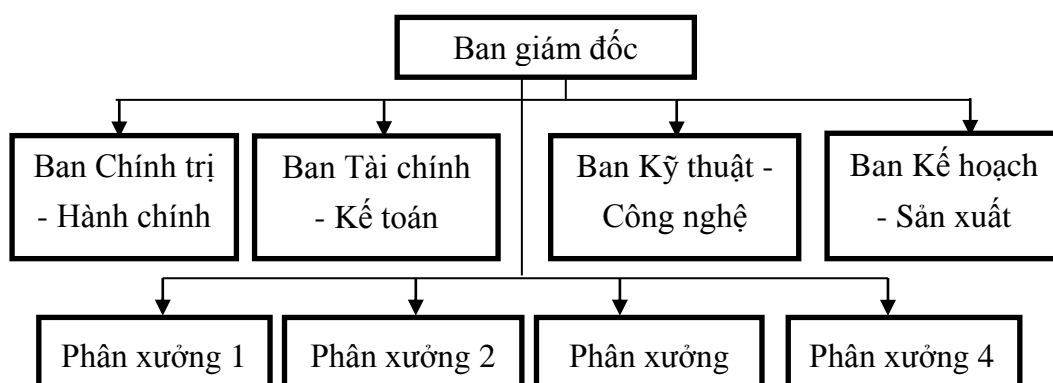 Ban giám đốc
Ban Chính trị
- Hành chính
Ban Tài chính
- Kế toán
Ban Kỹ thuật -
Công nghệ
Ban Kế hoạch
- Sản xuất
Phân xưởng 1
Phân xưởng 2
Phân xưởng
Phân xưởng 4